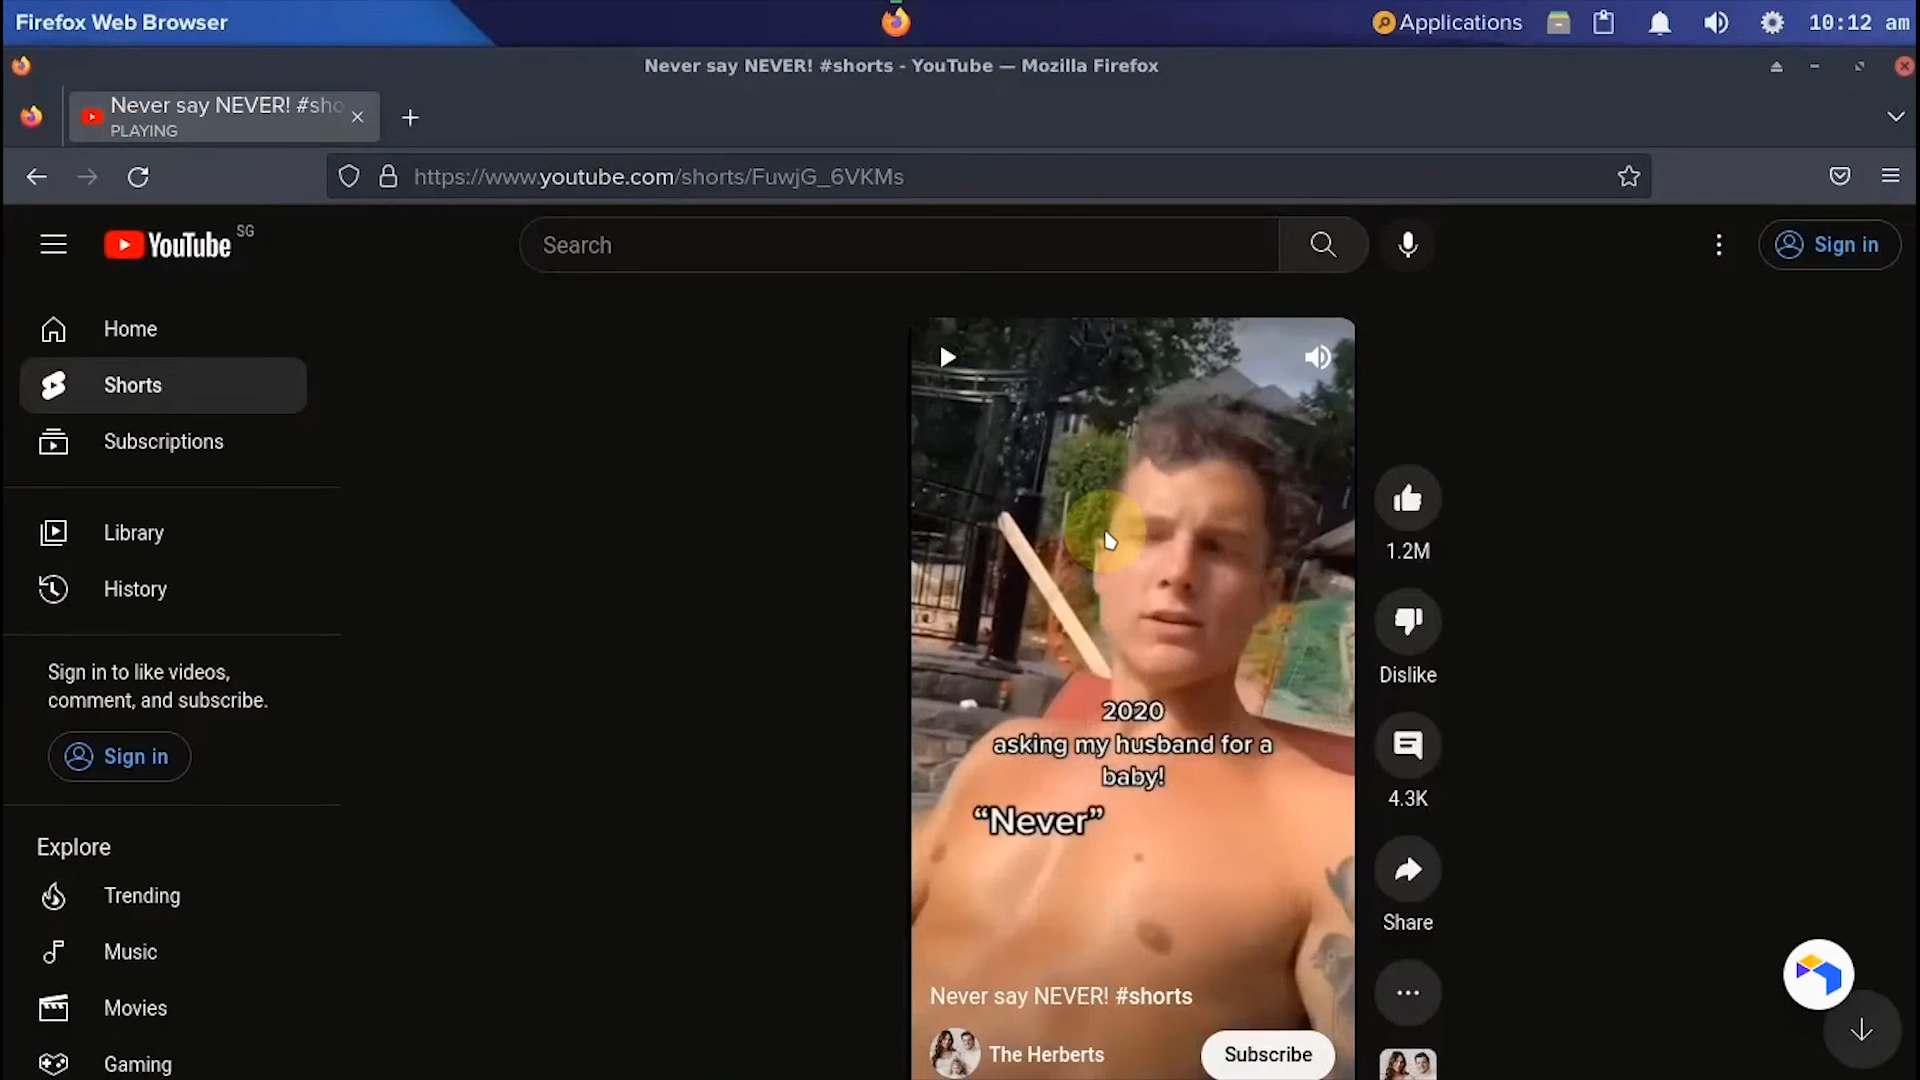 Firefox Web Browser
Applications
10:12 am
Never say NEVER! #shorts - YouTube — Mozilla Firefox
Never say NEVER! #sho
PLAYING
https://www.youtube.com/shorts/FuwjG_6VKMs
YouTube SG
Search
Sign in
Home
Shorts
Subscriptions
Library
History
Sign in to like videos,
comment, and subscribe.
Sign in
Explore
Trending
Music
Movies
Gaming
2020
asking my husband for a
baby!
“Never”
Never say NEVER! #shorts
The Herberts
Subscribe
1.2M
Dislike
4.3K
Share